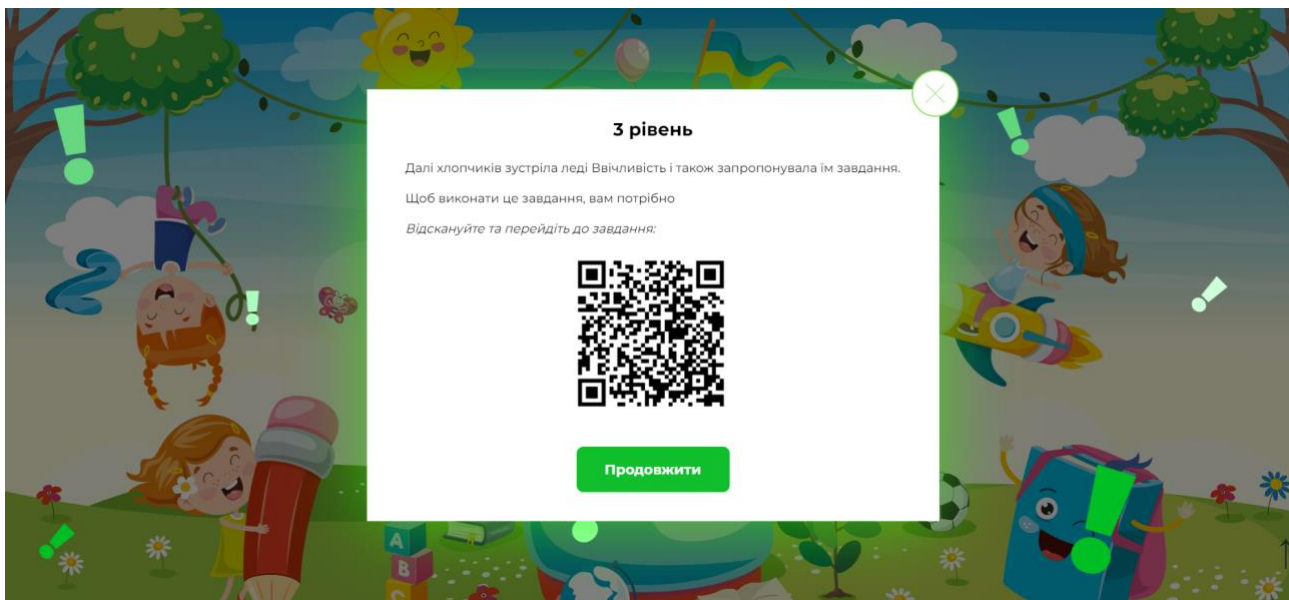 3 рівень
Далі хлопчиків зустріла леді Ввічливість і також запропонувала їм завдання.
Щоб виконати це завдання, вам потрібно
Відскануйте та перейдіть до завдання:
Продовжити
A
B
C